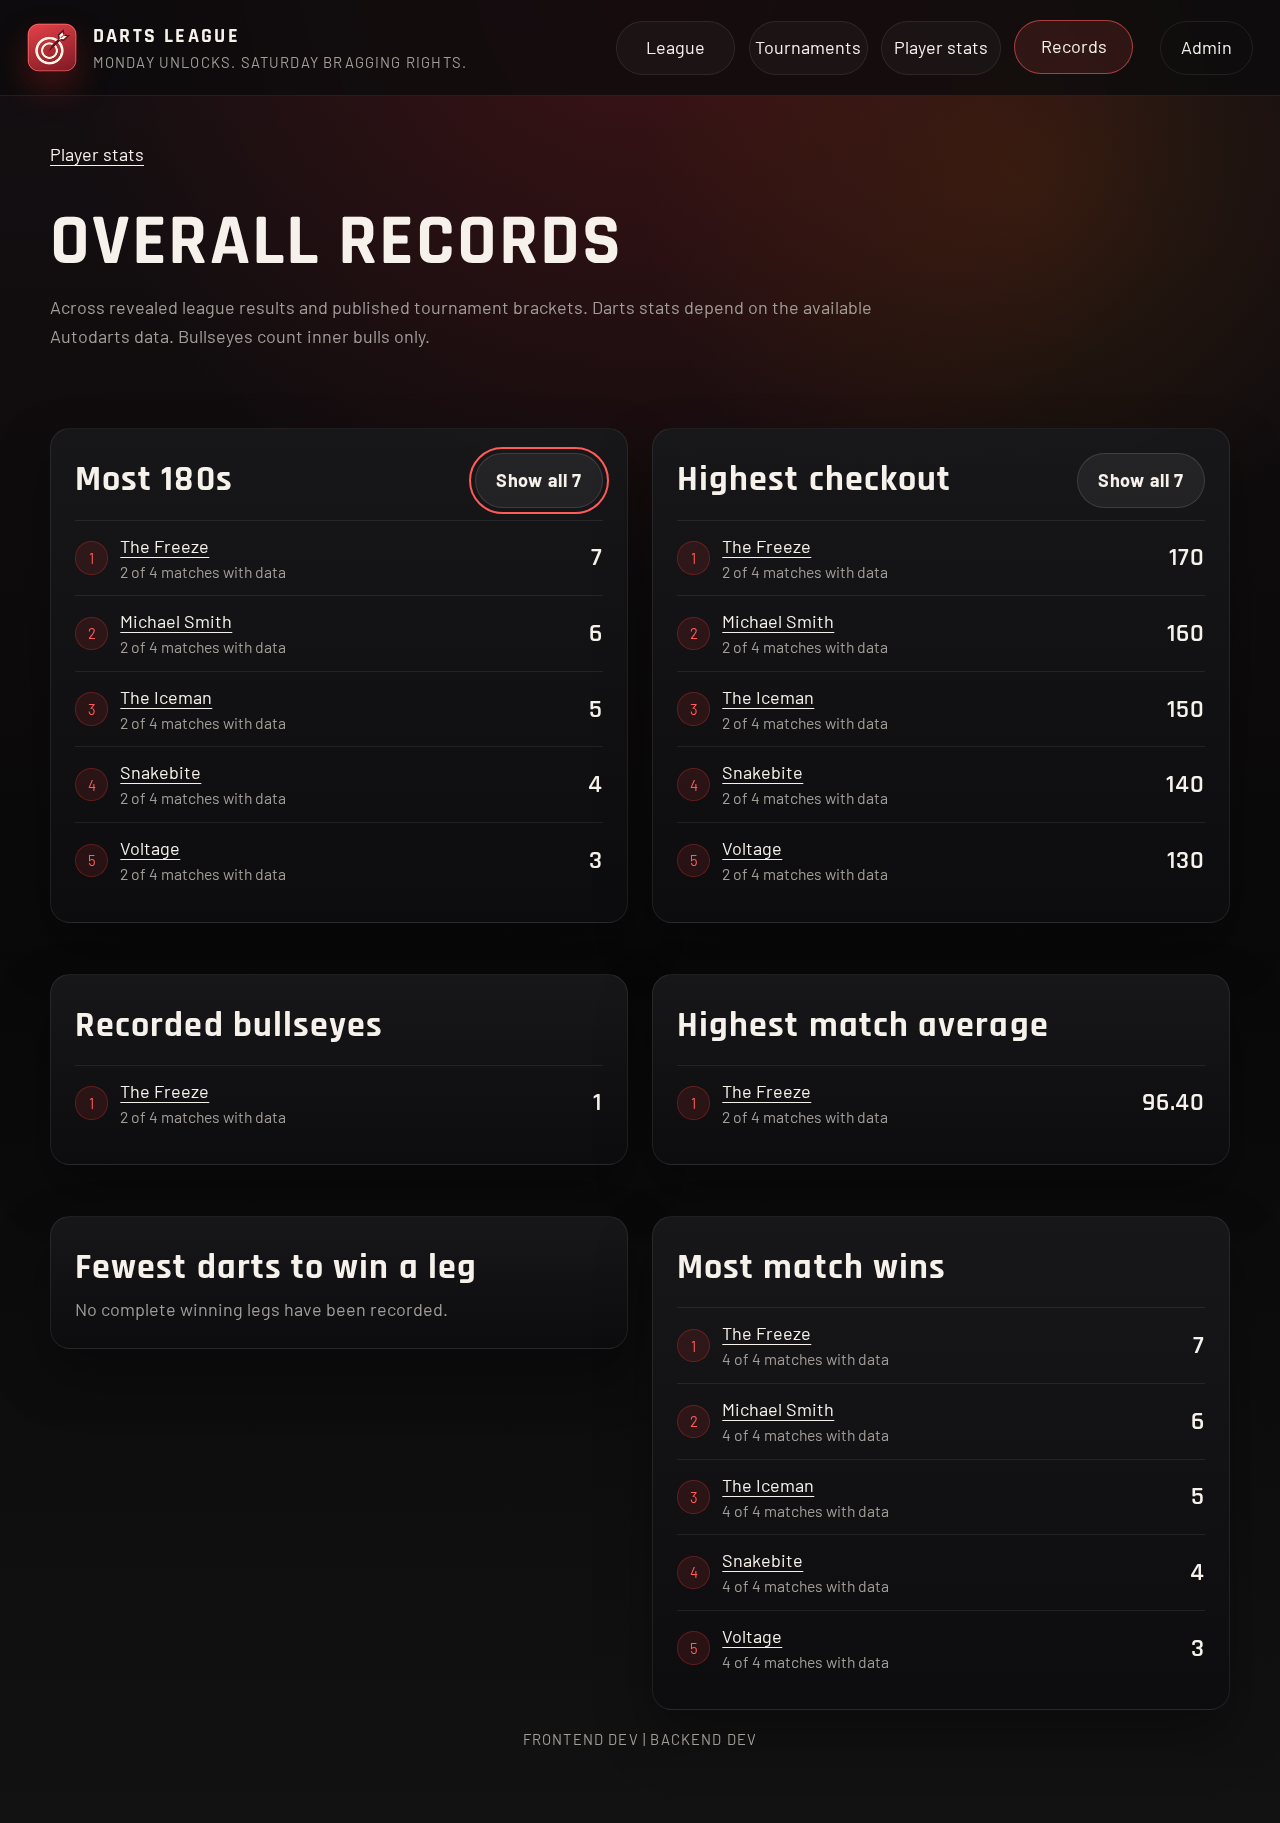 DARTS LEAGUE
MONDAY UNLOCKS. SATURDAY BRAGGING RIGHTS.
League
Tournaments
Player stats
Records
Admin
Player stats
OVERALL RECORDS
Across revealed league results and published tournament brackets. Darts stats depend on the available
Autodarts data. Bullseyes count inner bulls only.
Most 180s
Show all 7
1
The Freeze
2 of 4 matches with data
7
2
Michael Smith
2 of 4 matches with data
6
3
The Iceman
2 of 4 matches with data
5
4
Snakebite
2 of 4 matches with data
4
5
Voltage
2 of 4 matches with data
3
Highest checkout
Show all 7
1
The Freeze
2 of 4 matches with data
170
2
Michael Smith
2 of 4 matches with data
160
3
The Iceman
2 of 4 matches with data
150
4
Snakebite
2 of 4 matches with data
140
5
Voltage
2 of 4 matches with data
130
Recorded bullseyes
1
The Freeze
2 of 4 matches with data
1
Highest match average
1
The Freeze
2 of 4 matches with data
96.40
Fewest darts to win a leg
No complete winning legs have been recorded.
Most match wins
1
The Freeze
4 of 4 matches with data
7
2
Michael Smith
4 of 4 matches with data
6
3
The Iceman
4 of 4 matches with data
5
4
Snakebite
4 of 4 matches with data
4
5
Voltage
4 of 4 matches with data
3
FRONTEND DEV | BACKEND DEV